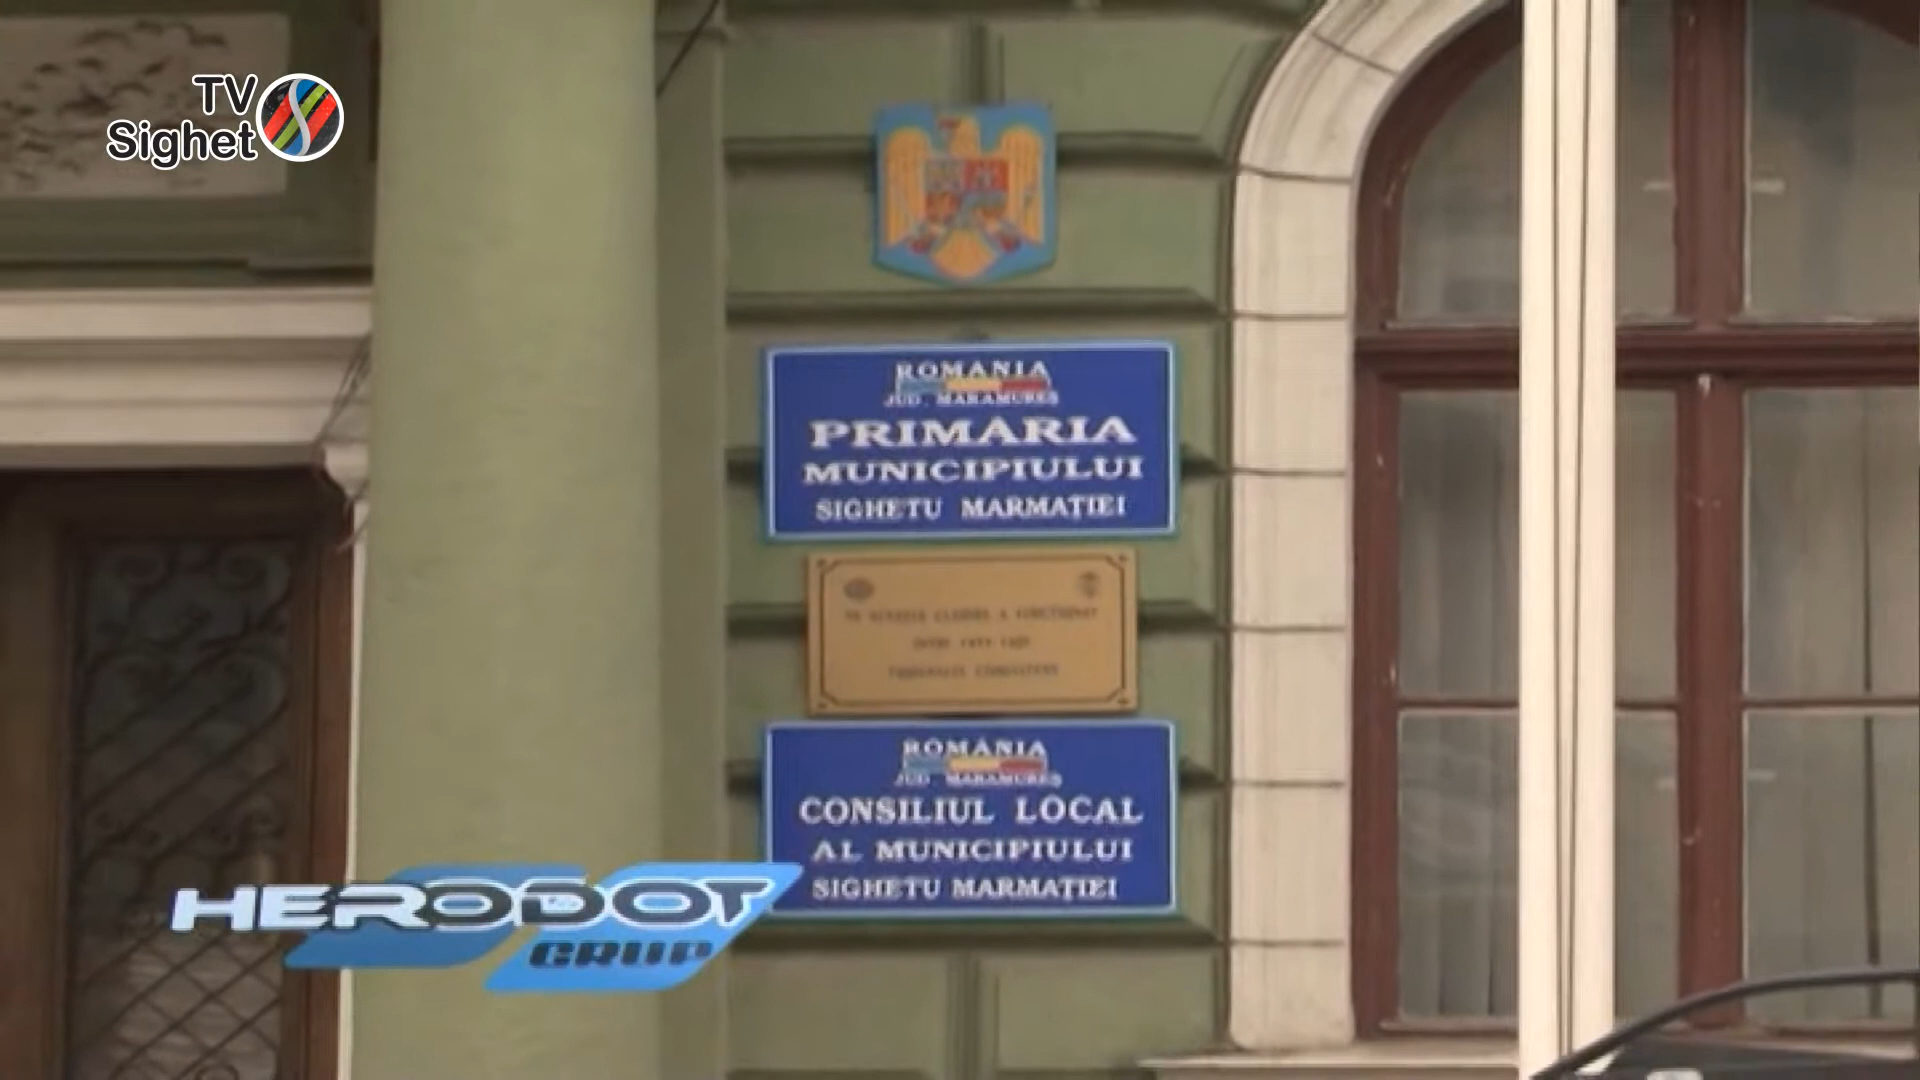 TV
Sighet
ROMANIA
JUD. MARAMUREȘ
PRIMARIA
MUNICIPIULUI
SIGHETU MARMAȚIEI
ROMANIA
JUD. MARAMUREȘ
CONSILIUL LOCAL
AL MUNICIPIULUI
SIGHETU MARMAȚIEI
HERODOT
GRUP